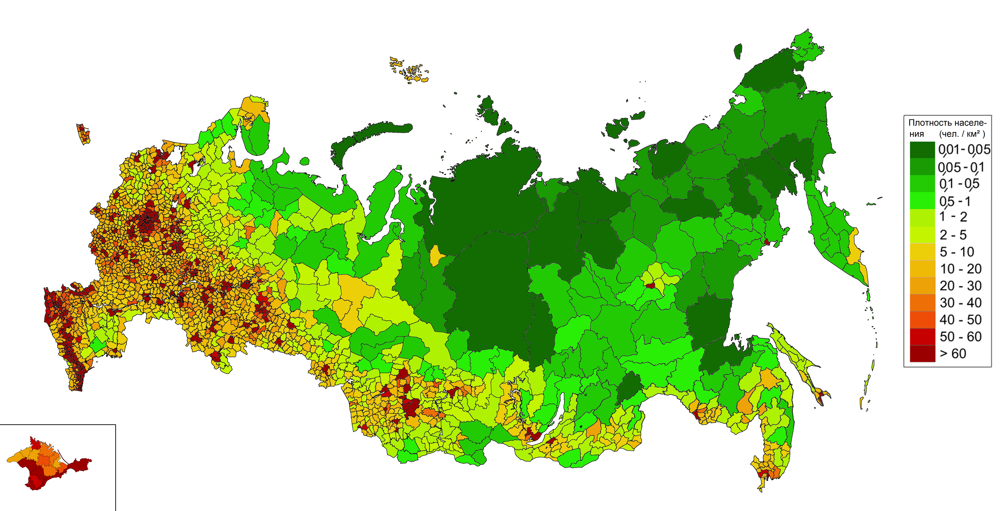 Плотность населе-
ния (чел. / км² )
0,01 - 0,05
0,05 - 0,1
0,1 - 0,5
0,5 - 1
1 - 2
2 - 5
5 - 10
10 - 20
20 - 30
30 - 40
40 - 50
50 - 60
> 60